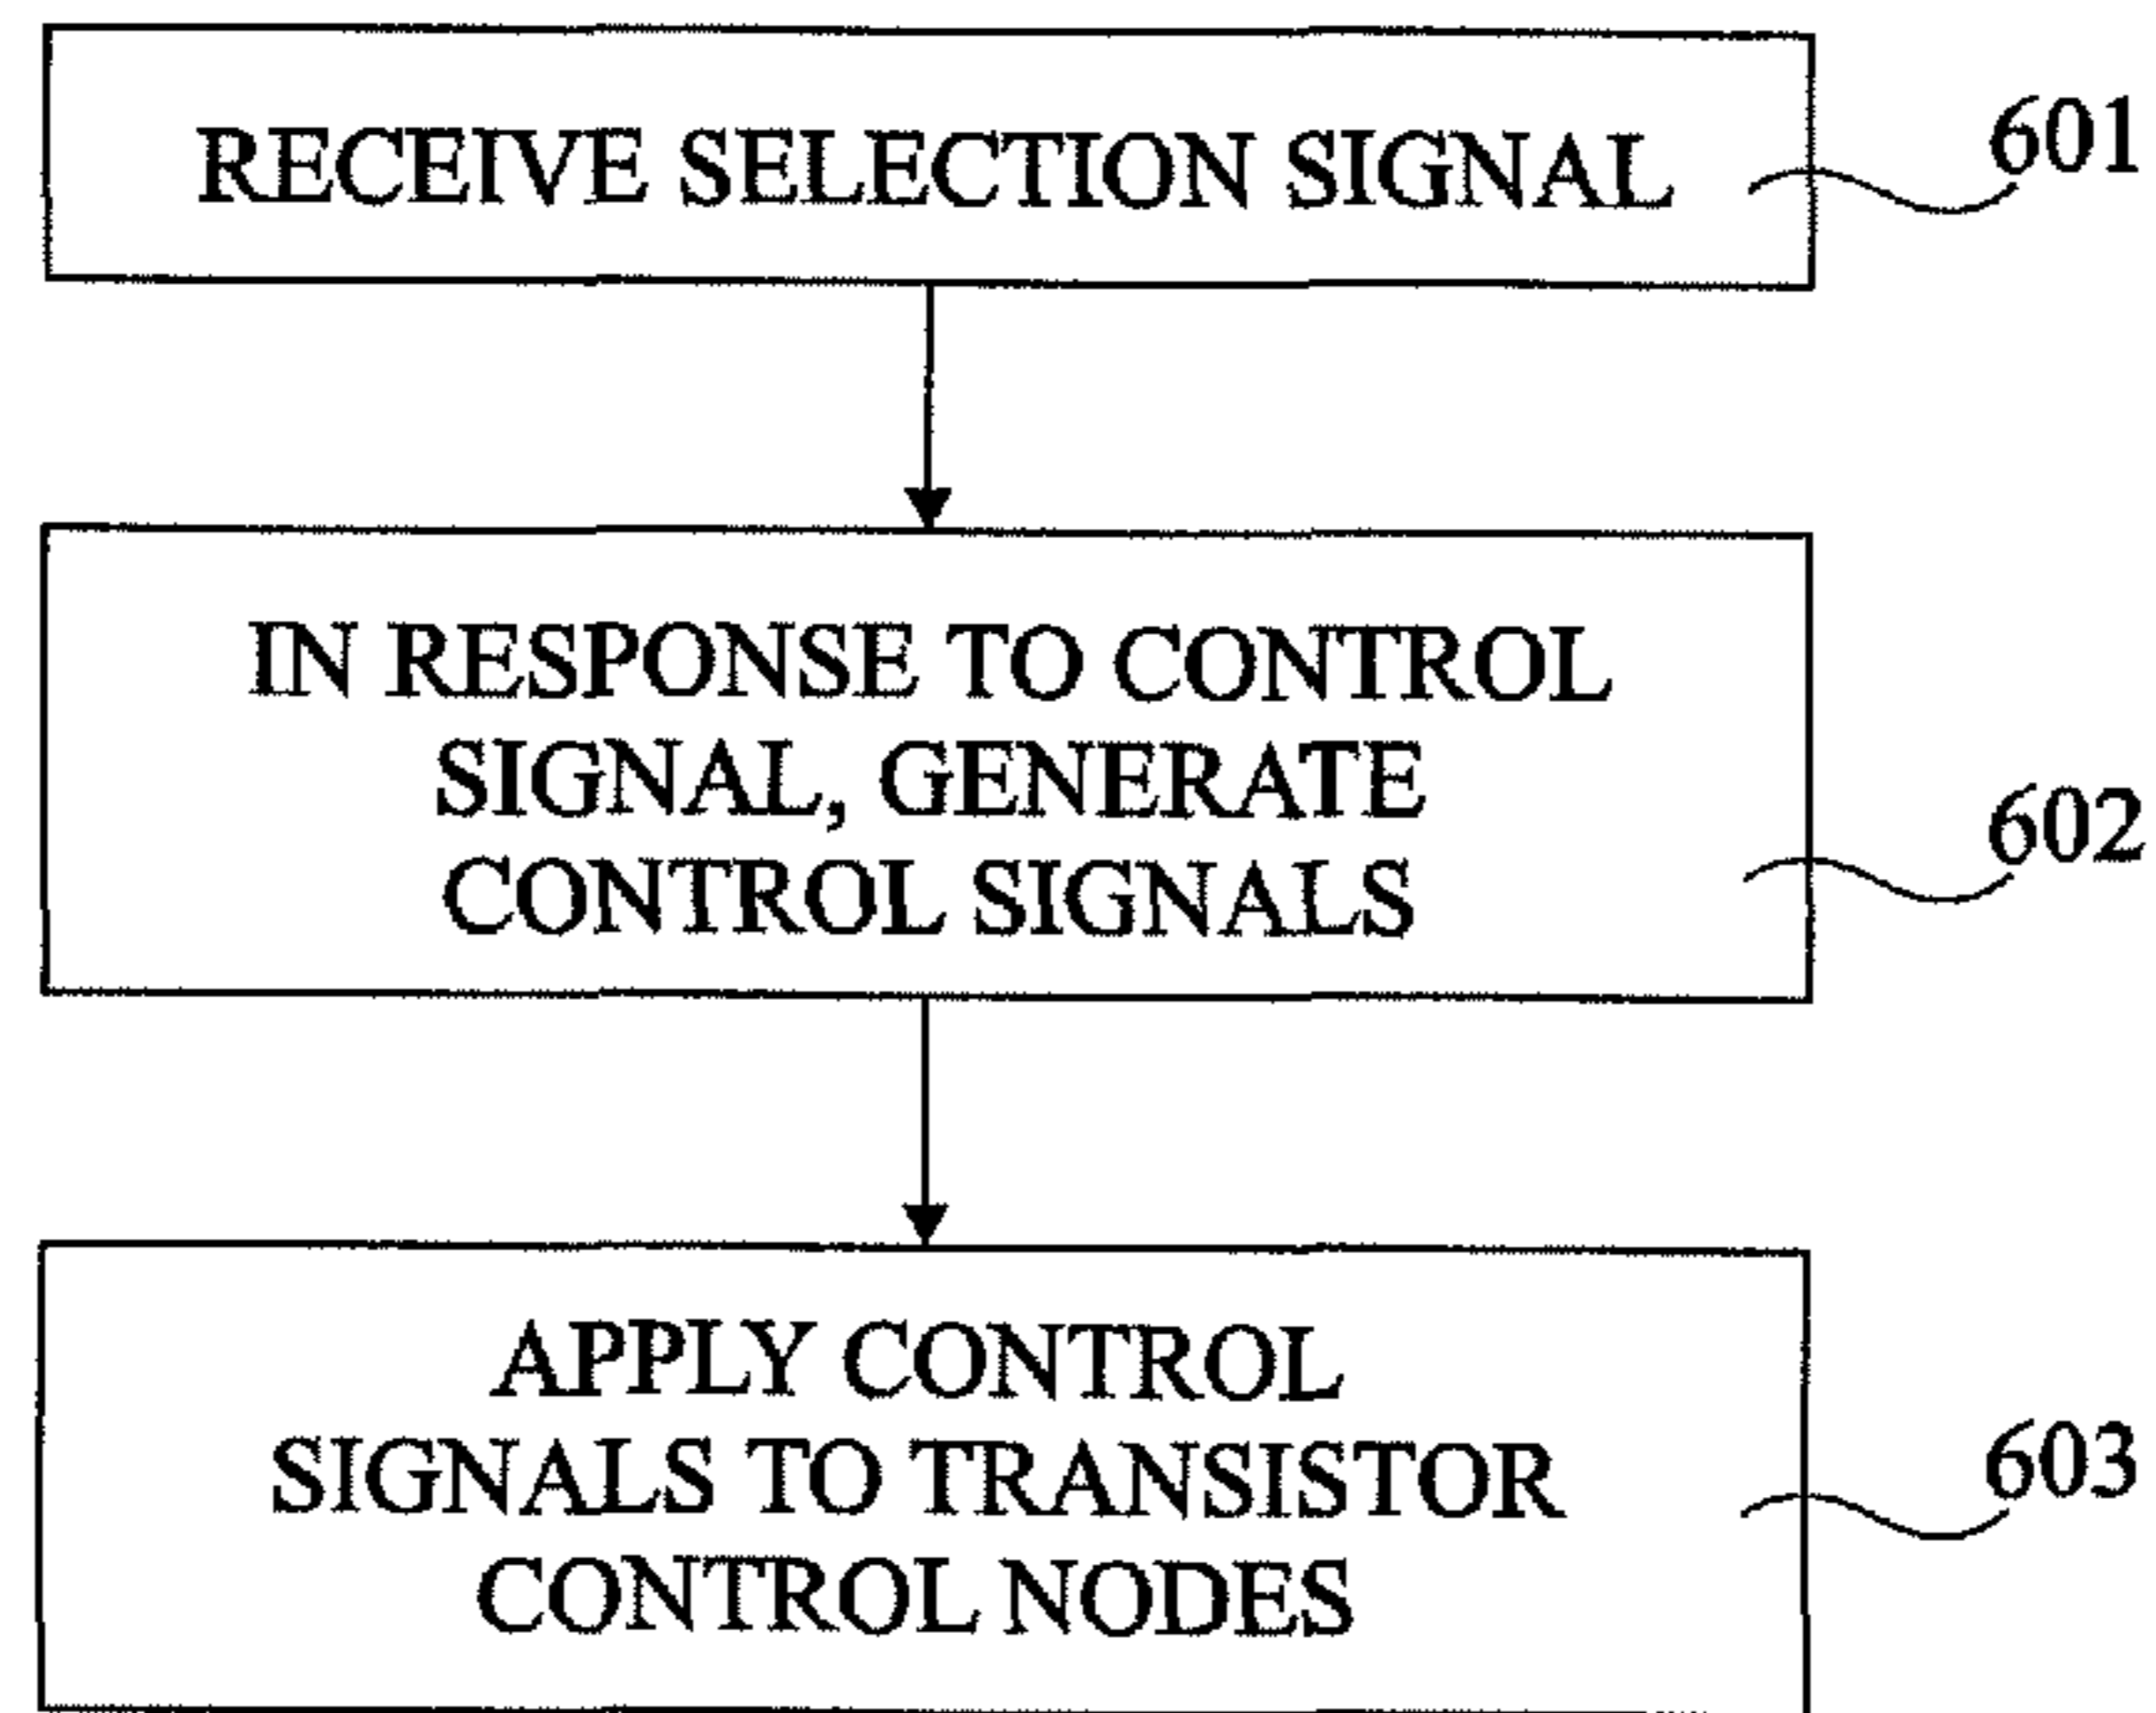 RECEIVE SELECTION SIGNAL
601
IN RESPONSE TO CONTROL
SIGNAL, GENERATE
CONTROL SIGNALS
602
APPLY CONTROL
SIGNALS TO TRANSISTOR
CONTROL NODES
603